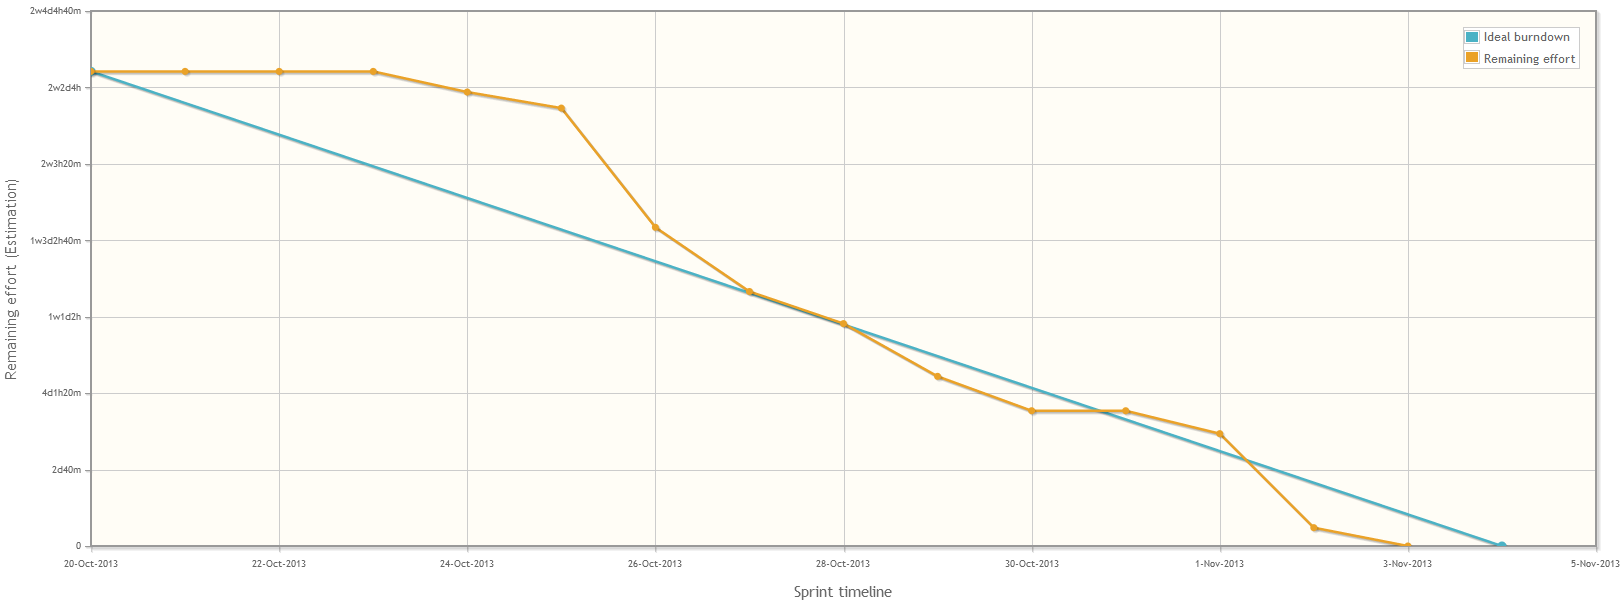 2w4d4h40m
2w2d4h
2w3h20m
1w3d2h40m
1w1d2h
4d1h20m
2d40m
0
Remaining effort (Estimation)
Ideal burndown
Remaining effort
20-Oct-2013 22-Oct-2013 24-Oct-2013 26-Oct-2013 28-Oct-2013 30-Oct-2013 1-Nov-2013 3-Nov-2013 5-Nov-2013
Sprint timeline